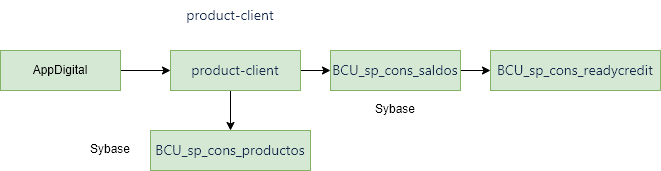 product-client
AppDigital
product-client
BCU_sp_cons_saldos
BCU_sp_cons_readycredit
Sybase
Sybase
BCU_sp_cons_productos